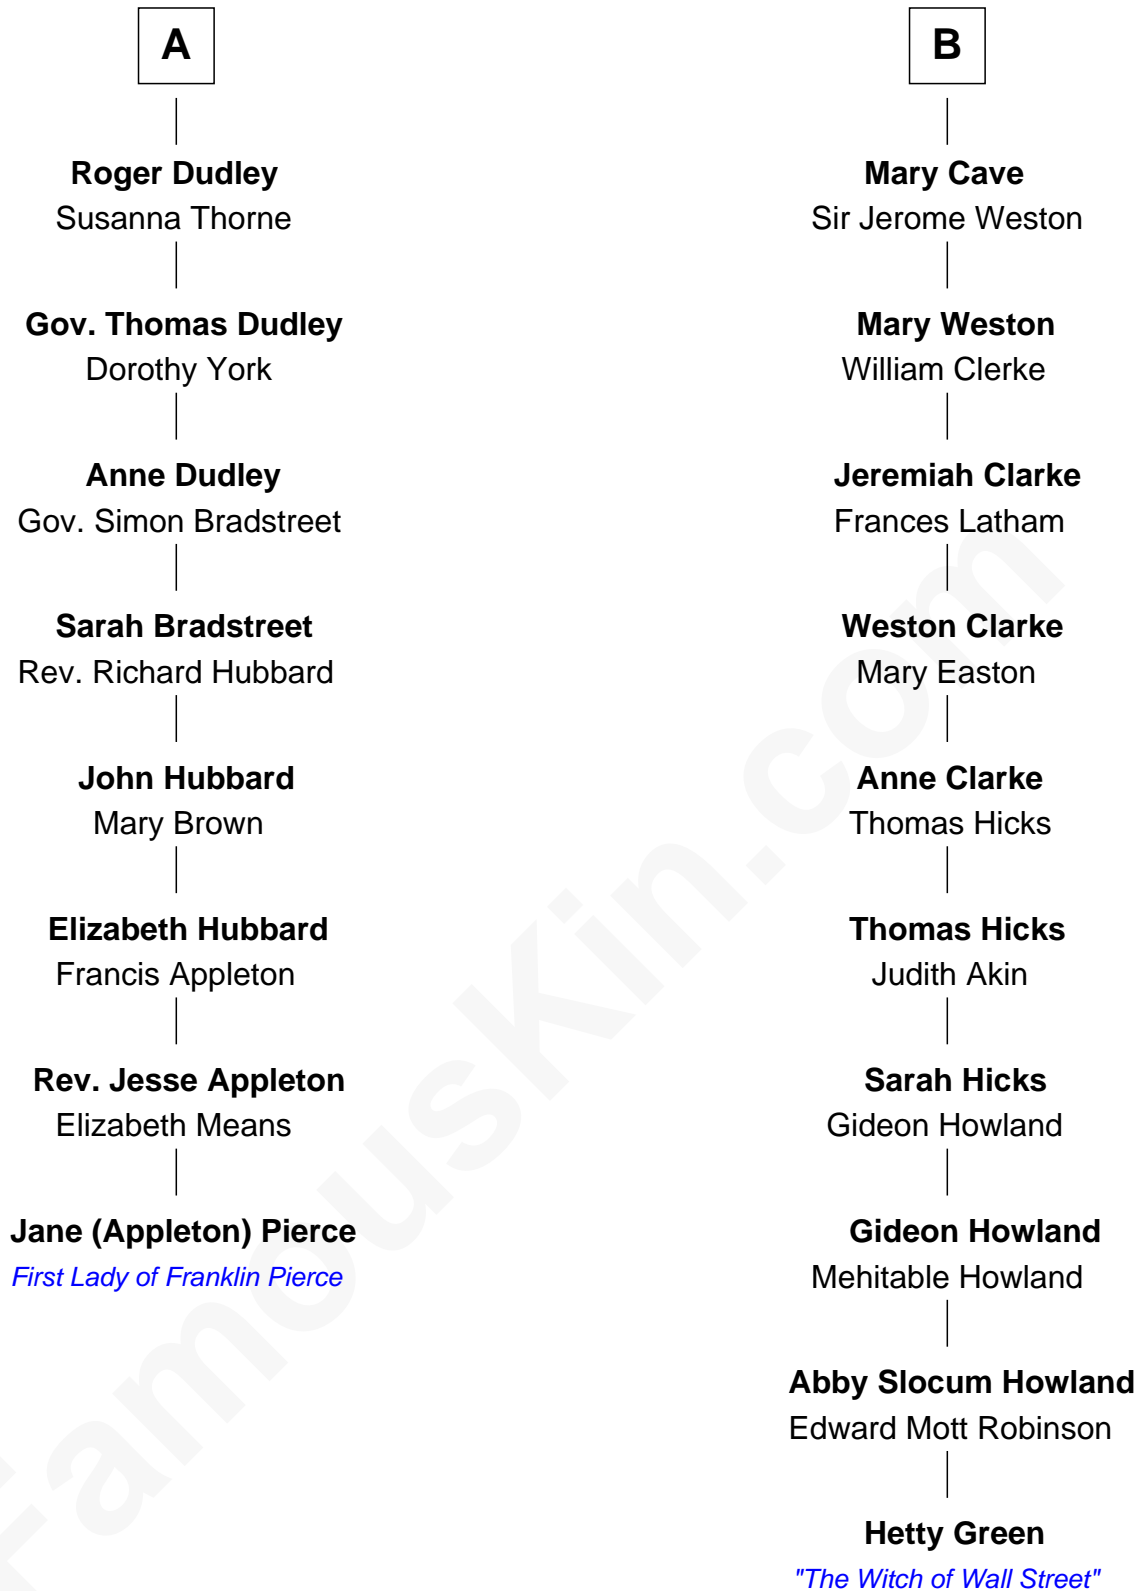 A
Roger Dudley
Susanna Thorne
Gov. Thomas Dudley
Dorothy York
Anne Dudley
Gov. Simon Bradstreet
Sarah Bradstreet
Rev. Richard Hubbard
John Hubbard
Mary Brown
Elizabeth Hubbard
Francis Appleton
Rev. Jesse Appleton
Elizabeth Means
Jane (Appleton) Pierce
First Lady of Franklin Pierce
B
Mary Cave
Sir Jerome Weston
Mary Weston
William Clerke
Jeremiah Clarke
Frances Latham
Weston Clarke
Mary Easton
Anne Clarke
Thomas Hicks
Thomas Hicks
Judith Akin
Sarah Hicks
Gideon Howland
Gideon Howland
Mehitable Howland
Abby Slocum Howland
Edward Mott Robinson
Hetty Green
"The Witch of Wall Street"
FamousKin.com